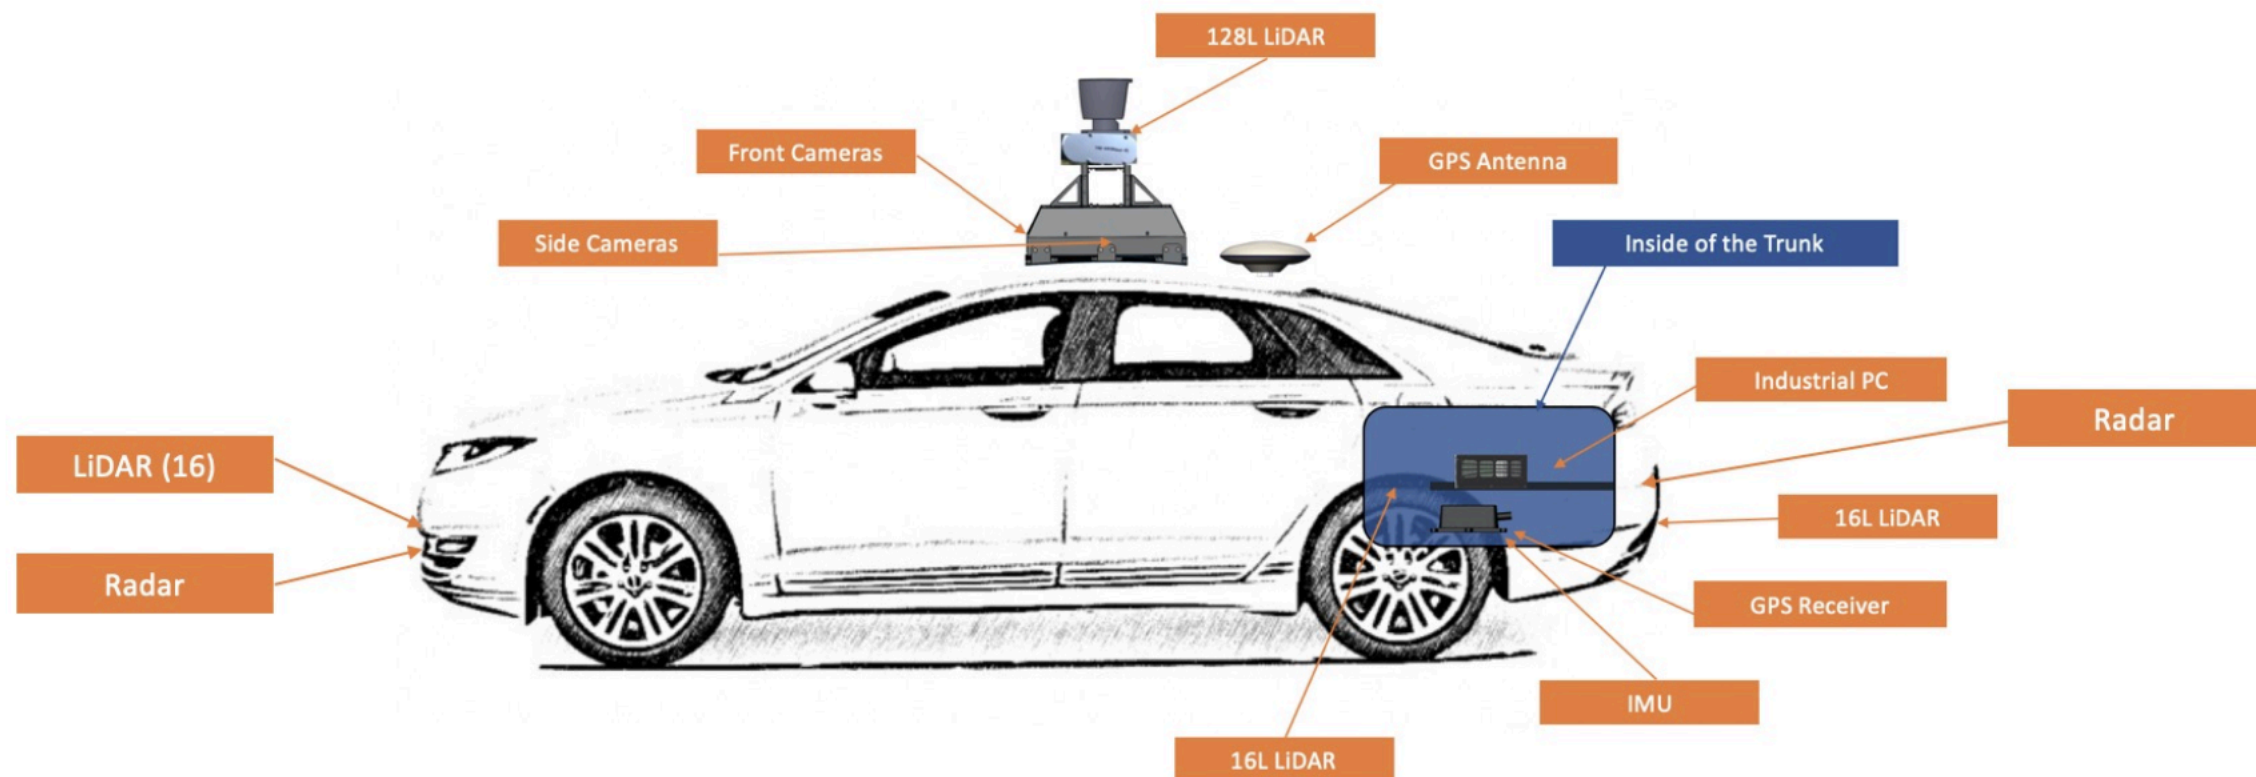 128L LiDAR
Front Cameras
GPS Antenna
Side Cameras
Inside of the Trunk
Industrial PC
Radar
LiDAR (16)
16L LiDAR
Radar
GPS Receiver
IMU
16L LiDAR